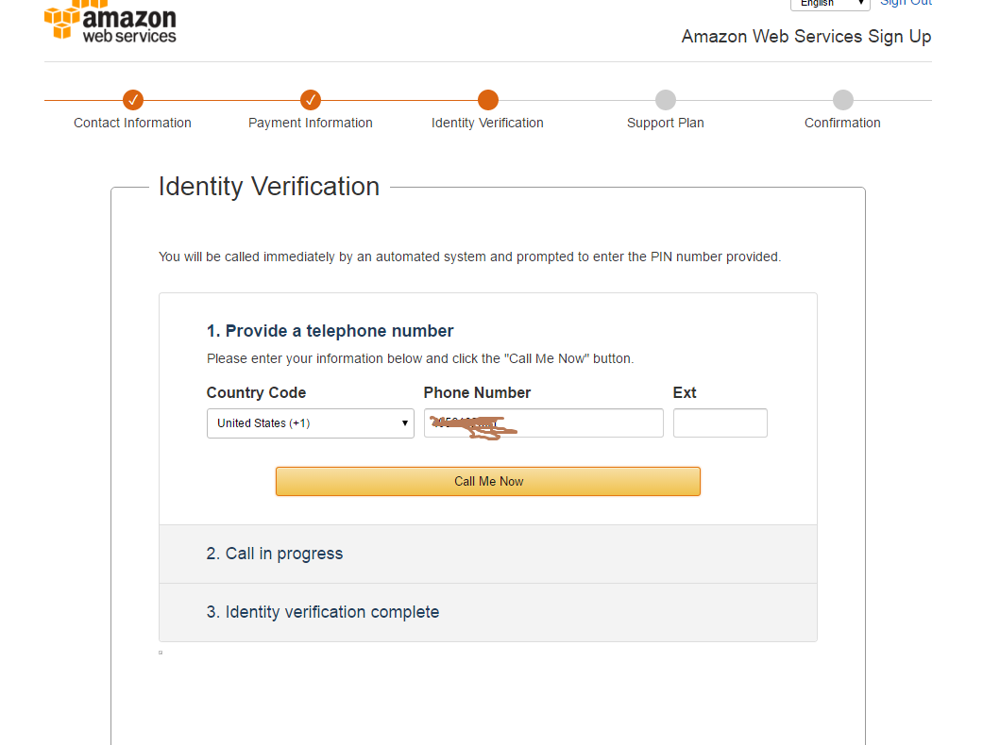 English
Sign Out
amazon
web services
Amazon Web Services Sign Up
Contact Information
Payment Information
Identity Verification
Support Plan
Confirmation
Identity Verification
You will be called immediately by an automated system and prompted to enter the PIN number provided.
1. Provide a telephone number
Please enter your information below and click the "Call Me Now" button.
Country Code Phone Number Ext
United States (+1)
Call Me Now
2. Call in progress
3. Identity verification complete